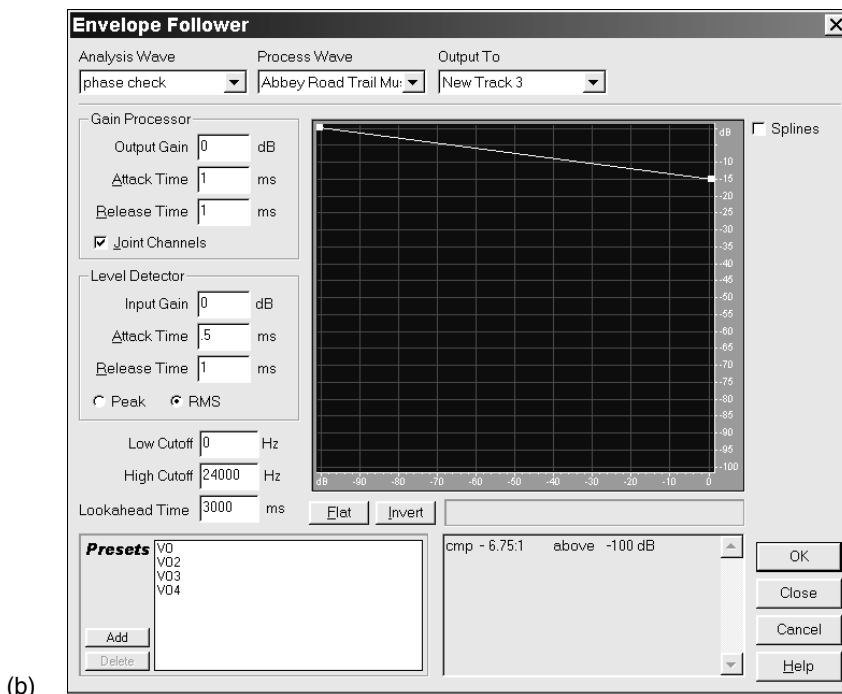 Envelope Follower
Analysis Wave Process Wave Output To
phase check Abbey Road Trail Mu: New Track 3
Gain Processor
Output Gain 0 dB
Attack Time 1 ms
Release Time 1 ms
Joint Channels
Level Detector
Input Gain 0 dB
Attack Time .5 ms
Release Time 1 ms
Peak RMS
Low Cutoff 0 Hz
High Cutoff 24000 Hz
Lookahead Time 3000 ms
dB
-10
-15
-20
-25
-30
-35
-40
-45
-50
-55
-60
-65
-70
-75
-80
-85
-90
-95
-100
dB -90 -80 -70 -60 -50 -40 -30 -20 -10 0
Splines
Flat Invert
Presets
VO
VO2
VO3
VO4
Add
Delete
cmp - 6.75:1 above -100 dB
OK
Close
Cancel
Help
(b)